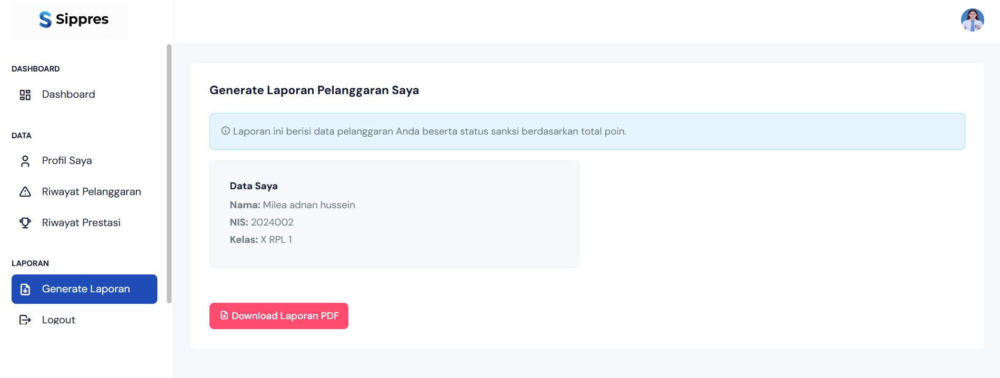 Sippres
DASHBOARD
Dashboard
DATA
Profil Saya
Riwayat Pelanggaran
Riwayat Prestasi
LAPORAN
Generate Laporan
Logout
Generate Laporan Pelanggaran Saya
Laporan ini berisi data pelanggaran Anda beserta status sanksi berdasarkan total poin.
Data Saya
Nama: Milea adnan hussein
NIS: 2024002
Kelas: X RPL 1
Download Laporan PDF